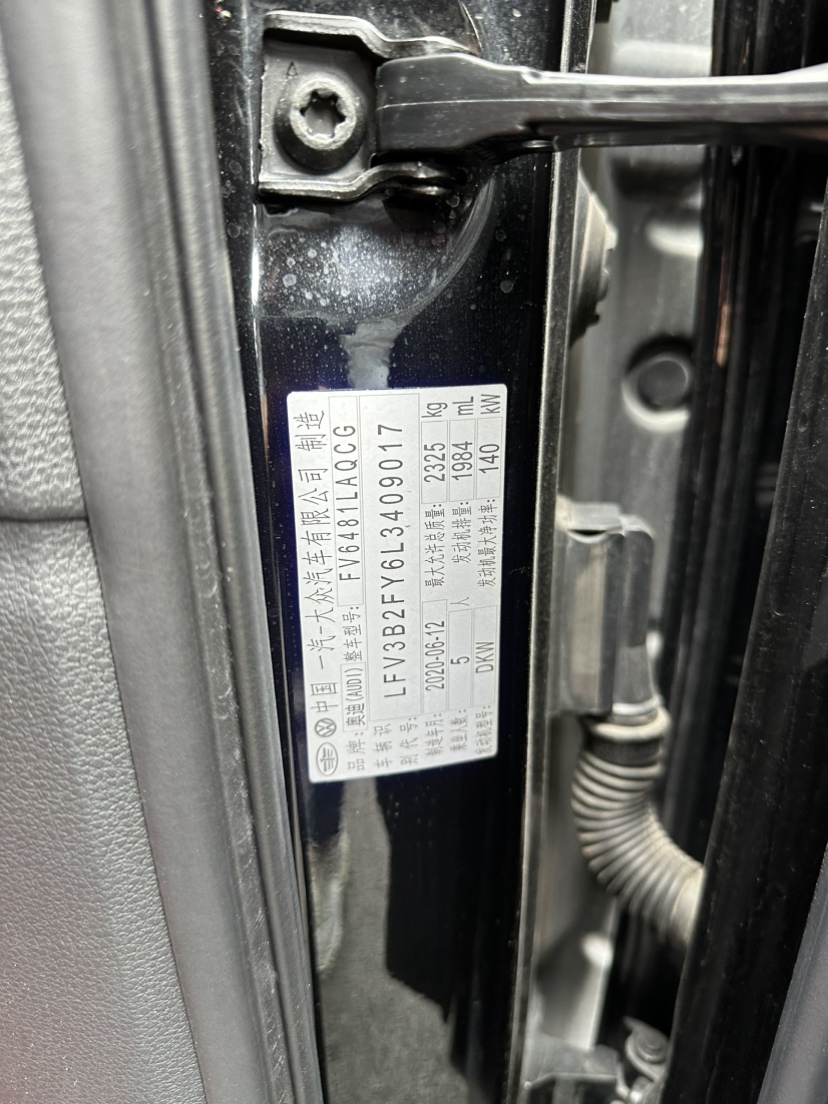 中国 一汽-大众汽车有限公司 制造
品牌: 奥迪(AUDI) 整车型号: FV6481LAQCG
车辆识别代号: LFV3B2FY6L3409017
制造年月: 2020-06-12 最大允许总质量: 2325 kg
乘坐人数: 5 人 发动机排量: 1984 mL
发动机型号: DKW 发动机最大净功率: 140 kW